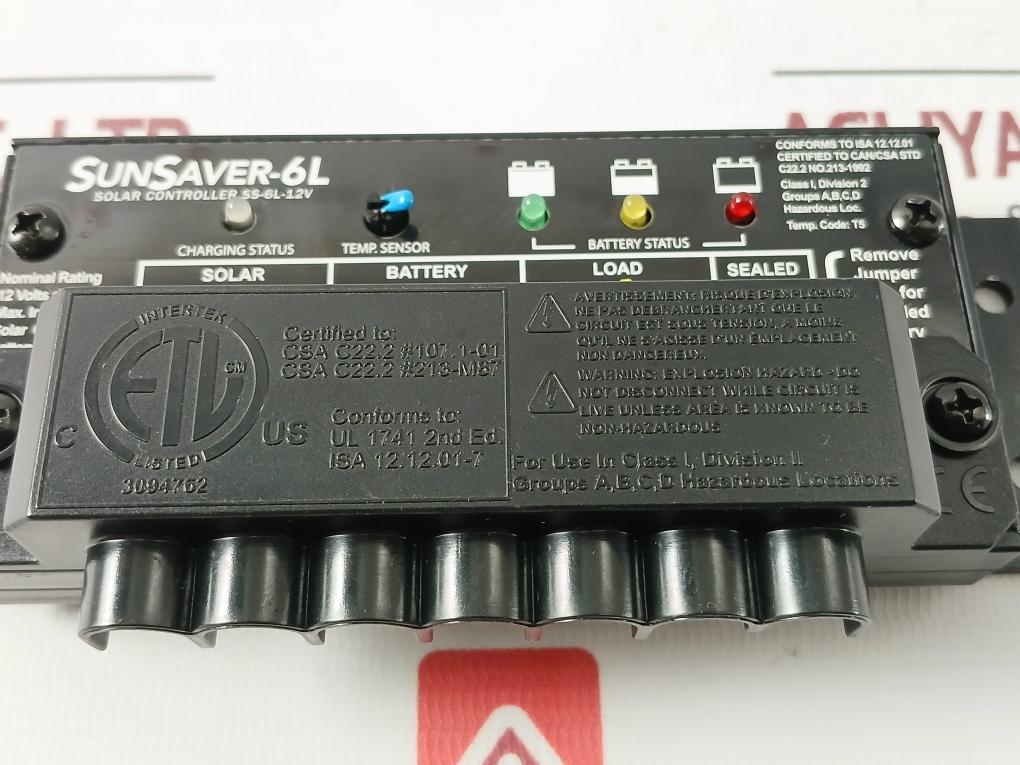 SUNSAVER-6L
SOLAR CONTROLLER SS-6L-12V
CONFORMS TO ISA 12.12.01
CERTIFIED TO CAN/CSA STD
C22.2 NO.213-1992
Class I, Division 2
Groups A,B,C,D
Hazardous Loc.
Temp. Code: T5
CHARGING STATUS
TEMP. SENSOR
BATTERY STATUS
Nominal Rating
12 Volts
SOLAR
BATTERY
LOAD
SEALED
Remove
Jumper
for
INTERTEK
ETL
CM
C
US
LISTED
3094762
Certified to:
CSA C22.2 #107.1-01
CSA C22.2 #213-M87
Conforms to:
UL 1741 2nd Ed.
ISA 12.12.01-7
AVERTISSEMENT: RISQUE D'EXPLOSION.
NE PAS DEBRANCHERTANT QUE LE
CIRCUIT EST SOUS TENSION, A MOINS
QU'IL NE S'AGISSE D'UN EMPLACEMENT
NON DANGEREUX.
WARNING: EXPLOSION HAZARD - DO
NOT DISCONNECT WHILE CIRCUIT IS
LIVE UNLESS AREA IS KNOWN TO BE
NON-HAZARDOUS
For Use In Class I, Division II
Groups A,B,C,D Hazardous Locations
CE